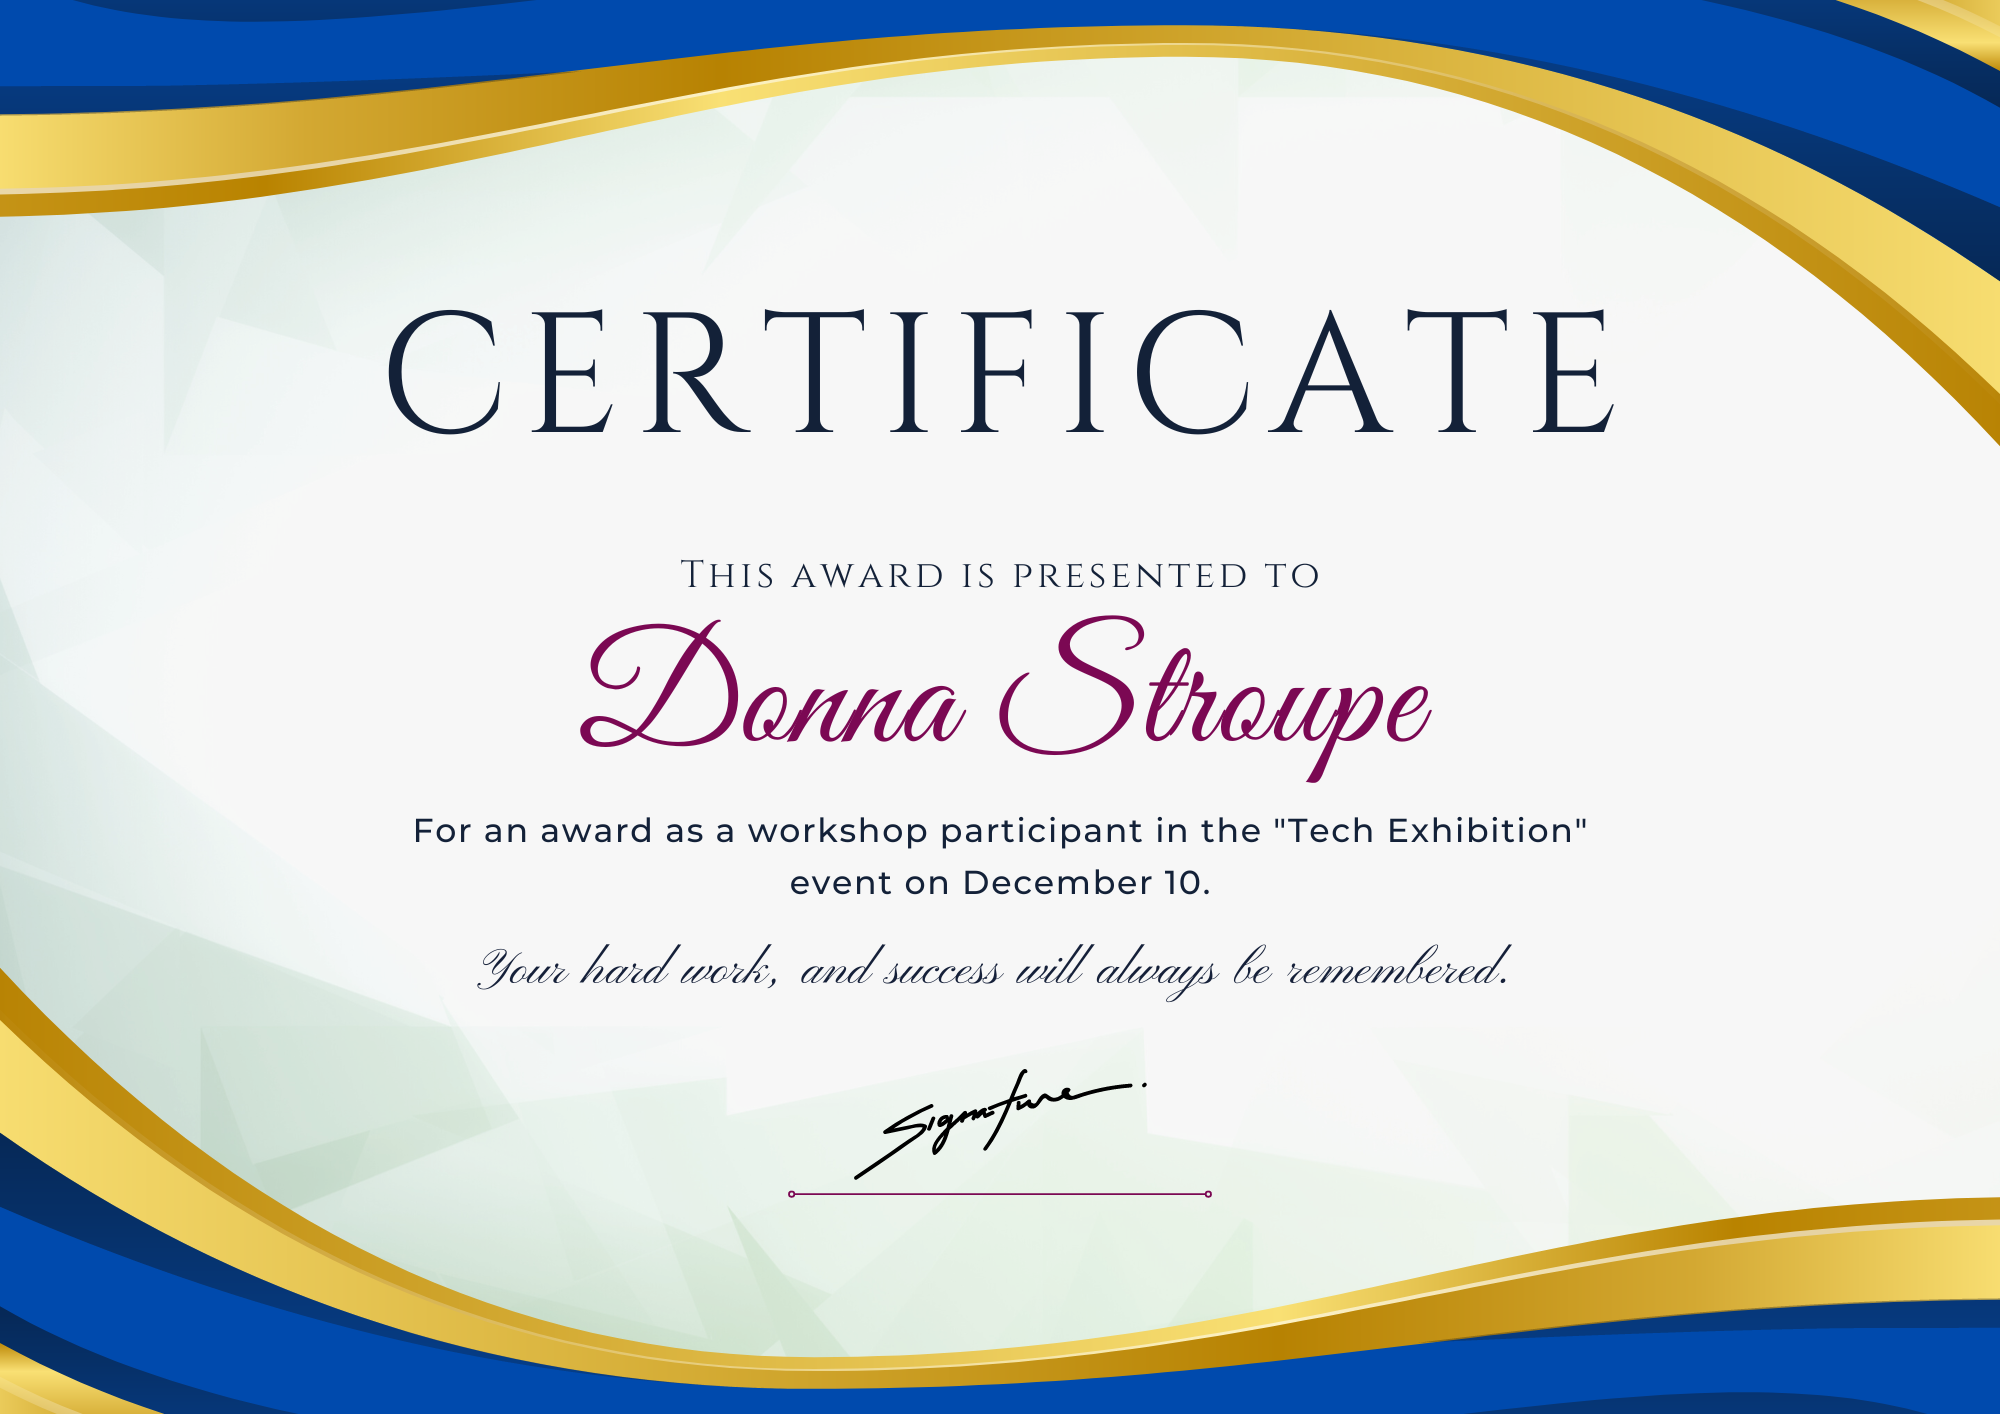 CERTIFICATE
This award is presented to
Donna Stroupe
For an award as a workshop participant in the "Tech Exhibition"
event on December 10.
Your hard work, and success will always be remembered.
Signature